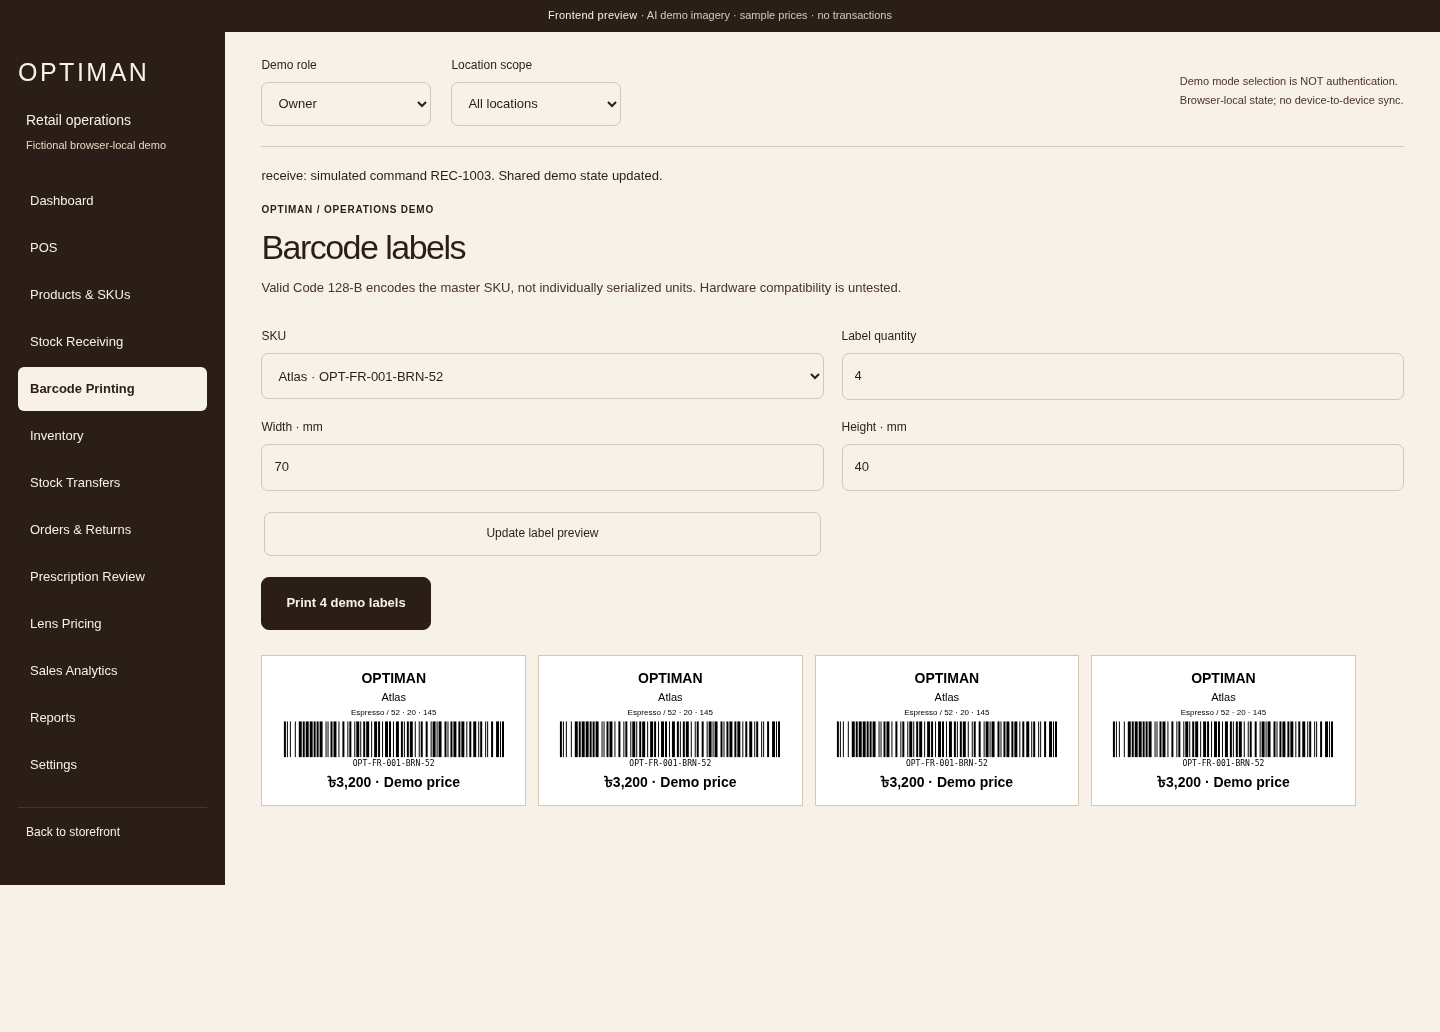 Frontend preview · AI demo imagery · sample prices · no transactions
OPTIMAN
Retail operations
Fictional browser-local demo
Dashboard
POS
Products & SKUs
Stock Receiving
Barcode Printing
Inventory
Stock Transfers
Orders & Returns
Prescription Review
Lens Pricing
Sales Analytics
Reports
Settings
Back to storefront
Demo role
Location scope
Owner
All locations
Demo mode selection is NOT authentication.
Browser-local state; no device-to-device sync.
receive: simulated command REC-1003. Shared demo state updated.
OPTIMAN / OPERATIONS DEMO
Barcode labels
Valid Code 128-B encodes the master SKU, not individually serialized units. Hardware compatibility is untested.
SKU
Label quantity
Atlas · OPT-FR-001-BRN-52
4
Width · mm
Height · mm
70
40
Update label preview
Print 4 demo labels
OPTIMAN
Atlas
Espresso / 52 · 20 · 145
OPT-FR-001-BRN-52
৳3,200 · Demo price
OPTIMAN
Atlas
Espresso / 52 · 20 · 145
OPT-FR-001-BRN-52
৳3,200 · Demo price
OPTIMAN
Atlas
Espresso / 52 · 20 · 145
OPT-FR-001-BRN-52
৳3,200 · Demo price
OPTIMAN
Atlas
Espresso / 52 · 20 · 145
OPT-FR-001-BRN-52
৳3,200 · Demo price